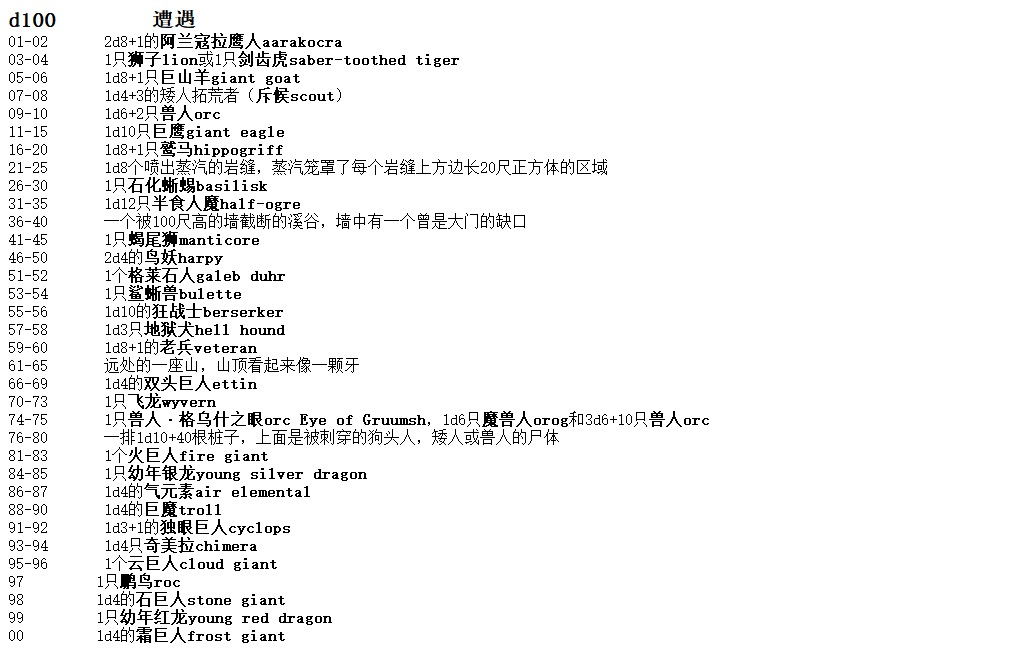 d100 遭遇
01-02 2d8+1的阿兰寇拉鹰人aarakocra
03-04 1只狮子lion或1只剑齿虎saber-toothed tiger
05-06 1d8+1只巨山羊giant goat
07-08 1d4+3的矮人拓荒者（斥候scout）
09-10 1d6+2只兽人orc
11-15 1d10只巨鹰giant eagle
16-20 1d8+1只鹫马hippogriff
21-25 1d8个喷出蒸汽的岩缝，蒸汽笼罩了每个岩缝上方边长20尺正方体的区域
26-30 1只石化蜥蜴basilisk
31-35 1d12只半食人魔half-ogre
36-40 一个被100尺高的墙截断的溪谷，墙中有一个曾是大门的缺口
41-45 1只蝎尾狮manticore
46-50 2d4的鸟妖harpy
51-52 1个格莱石人galeb duhr
53-54 1只鲨蜥兽bulette
55-56 1d10的狂战士berserker
57-58 1d3只地狱犬hell hound
59-60 1d8+1的老兵veteran
61-65 远处的一座山，山顶看起来像一颗牙
66-69 1d4的双头巨人ettin
70-73 1只飞龙wyvern
74-75 1只兽人·格乌什之眼orc Eye of Gruumsh，1d6只魔兽人orog和3d6+10只兽人orc
76-80 一排1d10+40根桩子，上面是被刺穿的狗头人，矮人或兽人的尸体
81-83 1个火巨人fire giant
84-85 1只幼年银龙young silver dragon
86-87 1d4的气元素air elemental
88-90 1d4的巨魔troll
91-92 1d3+1的独眼巨人cyclops
93-94 1d4只奇美拉chimera
95-96 1个云巨人cloud giant
97 1只鹏鸟roc
98 1d4的石巨人stone giant
99 1只幼年红龙young red dragon
00 1d4的霜巨人frost giant